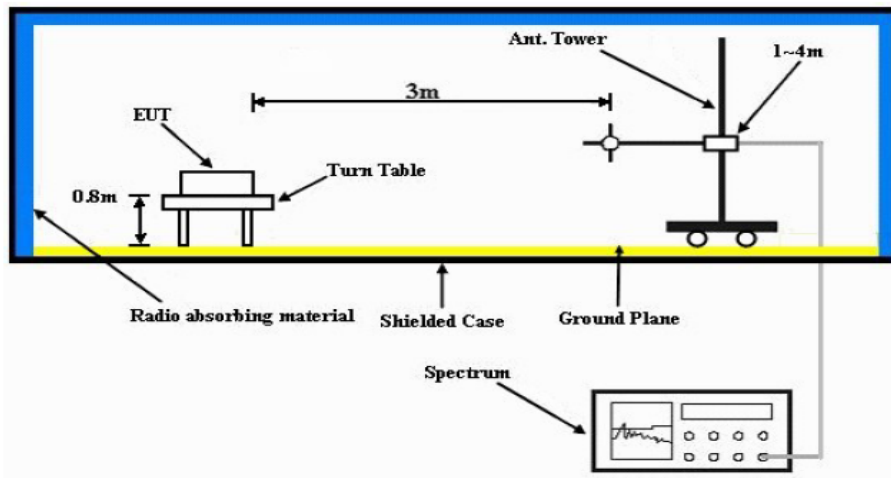 Ant. Tower
1~4m
3m
EUT
Turn Table
0.8m
Radio absorbing material
Shielded Case
Ground Plane
Spectrum